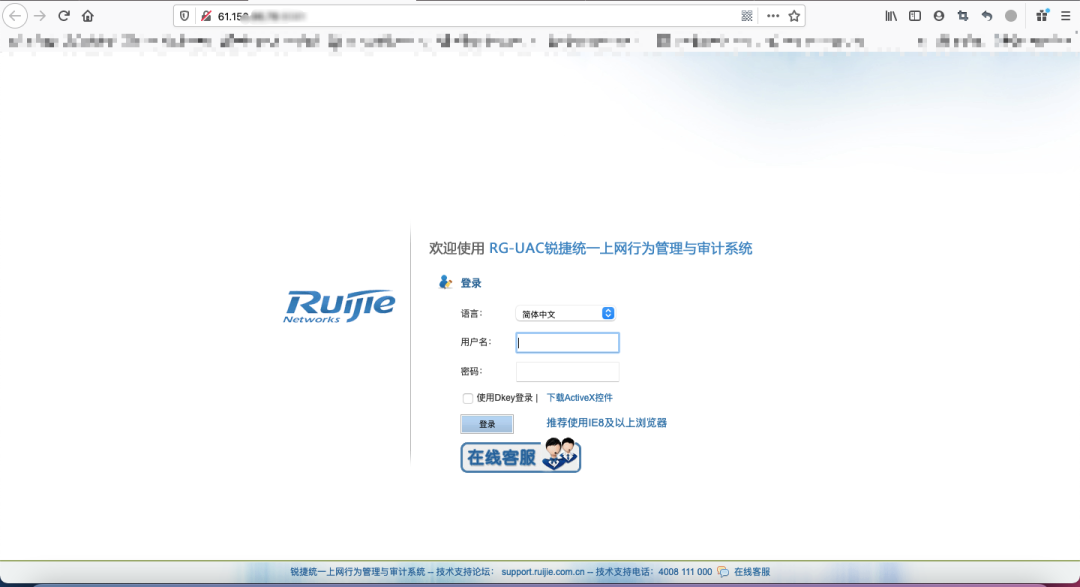 61.15
欢迎使用 RG-UAC锐捷统一上网行为管理与审计系统
登录
Ruijie
Networks
语言： 简体中文
用户名：
密码：
使用Dkey登录 | 下载ActiveX控件
登录 推荐使用IE8及以上浏览器
在线客服
锐捷统一上网行为管理与审计系统 -- 技术支持论坛： support.ruijie.com.cn -- 技术支持电话：4008 111 000 在线客服